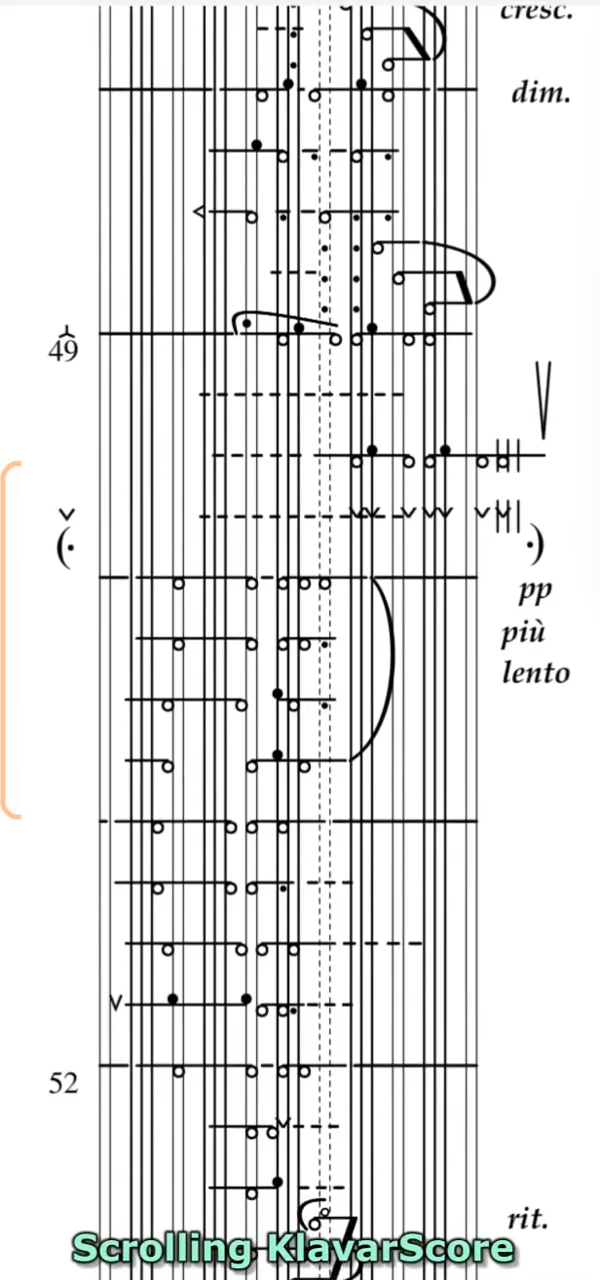 cresc.
dim.
49
(·
·)
pp
più
lento
52
rit.
Scrolling KlavarScore